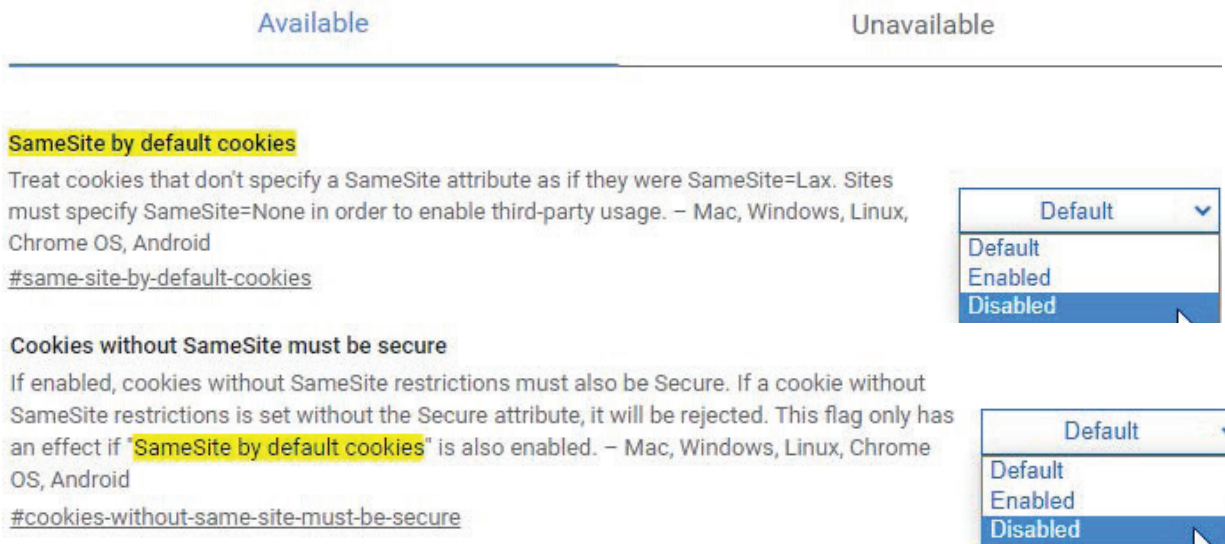 Available
Unavailable
SameSite by default cookies
Treat cookies that don't specify a SameSite attribute as if they were SameSite=Lax. Sites
must specify SameSite=None in order to enable third-party usage. – Mac, Windows, Linux,
Chrome OS, Android
#same-site-by-default-cookies
Default
Default
Enabled
Disabled
Cookies without SameSite must be secure
If enabled, cookies without SameSite restrictions must also be Secure. If a cookie without
SameSite restrictions is set without the Secure attribute, it will be rejected. This flag only has
an effect if "SameSite by default cookies" is also enabled. – Mac, Windows, Linux, Chrome
OS, Android
#cookies-without-same-site-must-be-secure
Default
Default
Enabled
Disabled